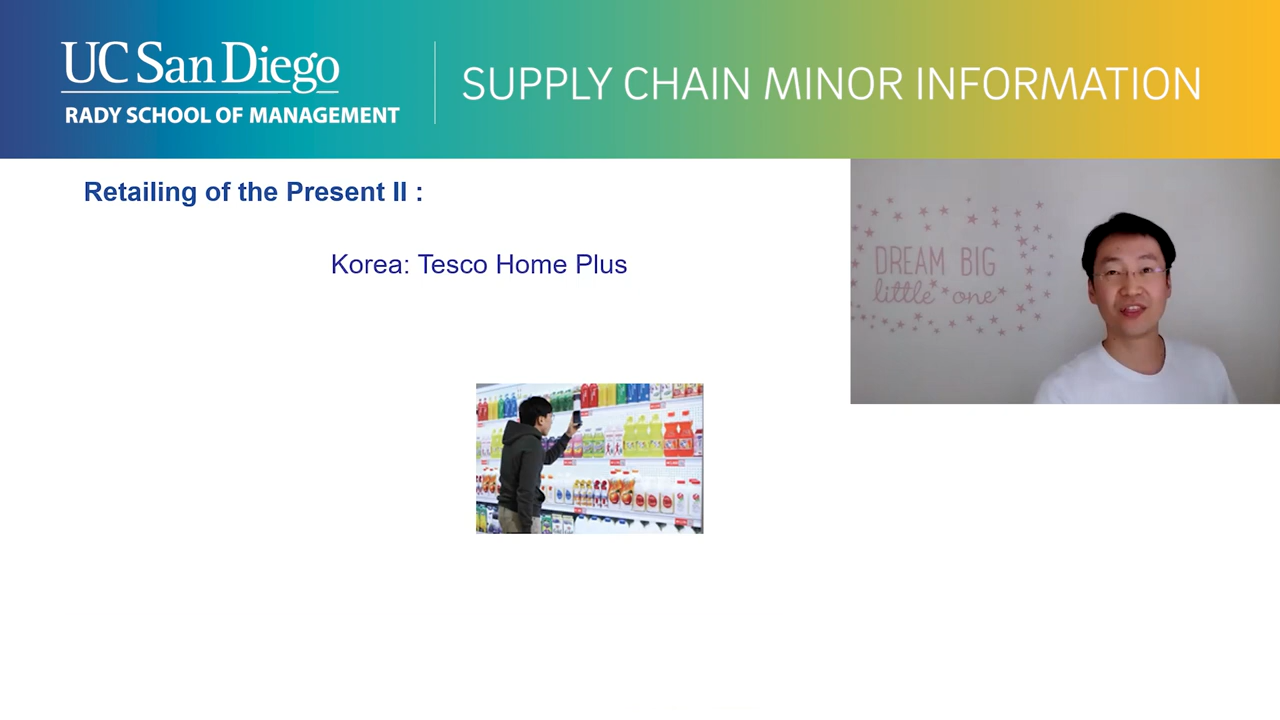 UC San Diego
RADY SCHOOL OF MANAGEMENT
SUPPLY CHAIN MINOR INFORMATION
Retailing of the Present II :
Korea: Tesco Home Plus
DREAM BIG
little one